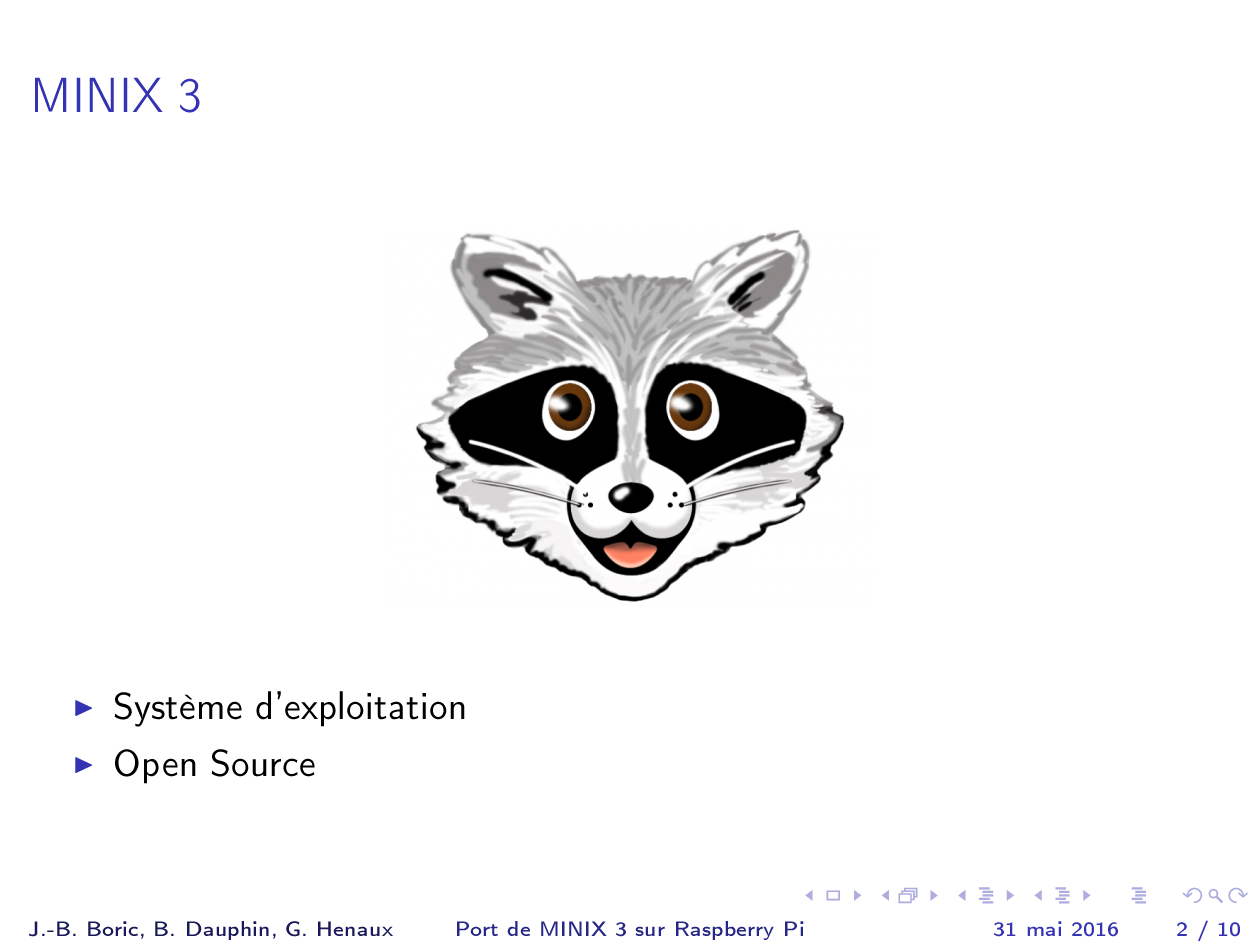 MINIX 3
Système d'exploitation
Open Source
J.-B. Boric, B. Dauphin, G. Henaux Port de MINIX 3 sur Raspberry Pi 31 mai 2016 2 / 10